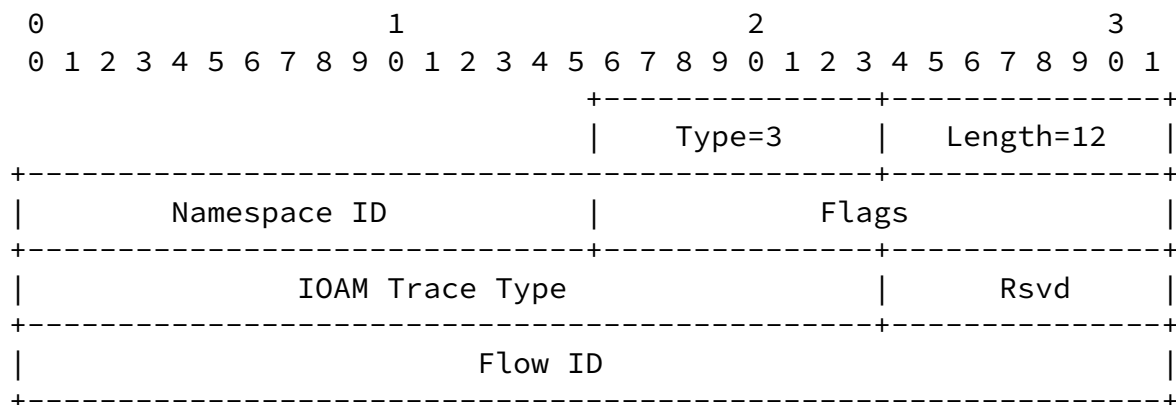 0                   1                   2                   3
0 1 2 3 4 5 6 7 8 9 0 1 2 3 4 5 6 7 8 9 0 1 2 3 4 5 6 7 8 9 0 1
+---------------+---------------+
|    Type=3     |   Length=12   |
+-----------------------------------------------+---------------+
|        Namespace ID           |            Flags              |
+-------------------------------+---------------+---------------+
|               IOAM Trace Type                 |      Rsvd     |
+-----------------------------------------------+---------------+
|                         Flow ID                               |
+---------------------------------------------------------------+